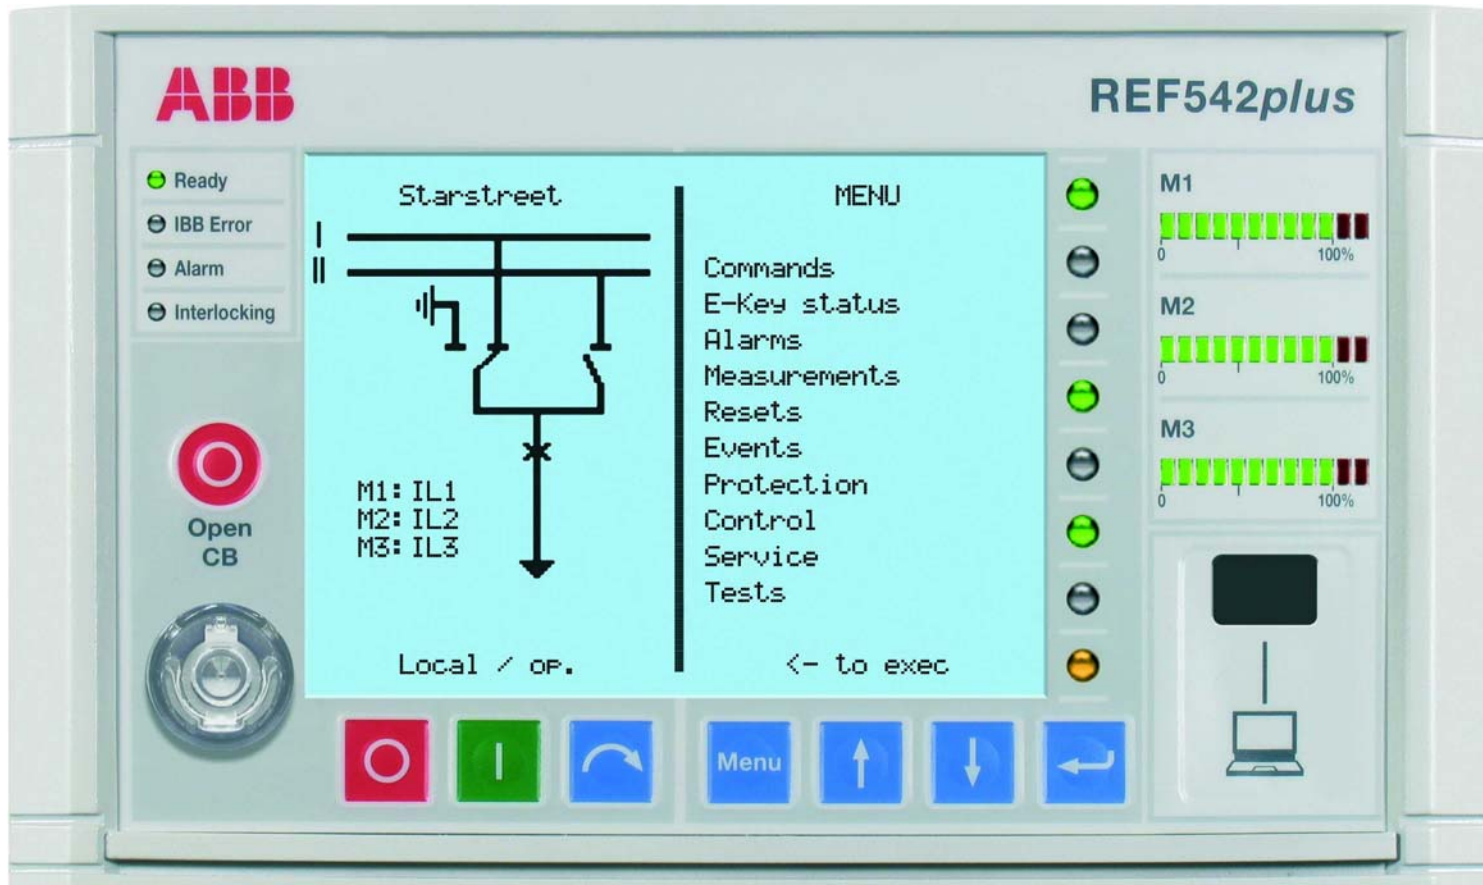 ABB
REF542plus
Ready
IBB Error
Alarm
Interlocking
Open
CB
Starstreet
I
II
M1: IL1
M2: IL2
M3: IL3
Local / op.
MENU
Commands
E-Key status
Alarms
Measurements
Resets
Events
Protection
Control
Service
Tests
<- to exec
Menu
M1
0 100%
M2
0 100%
M3
0 100%